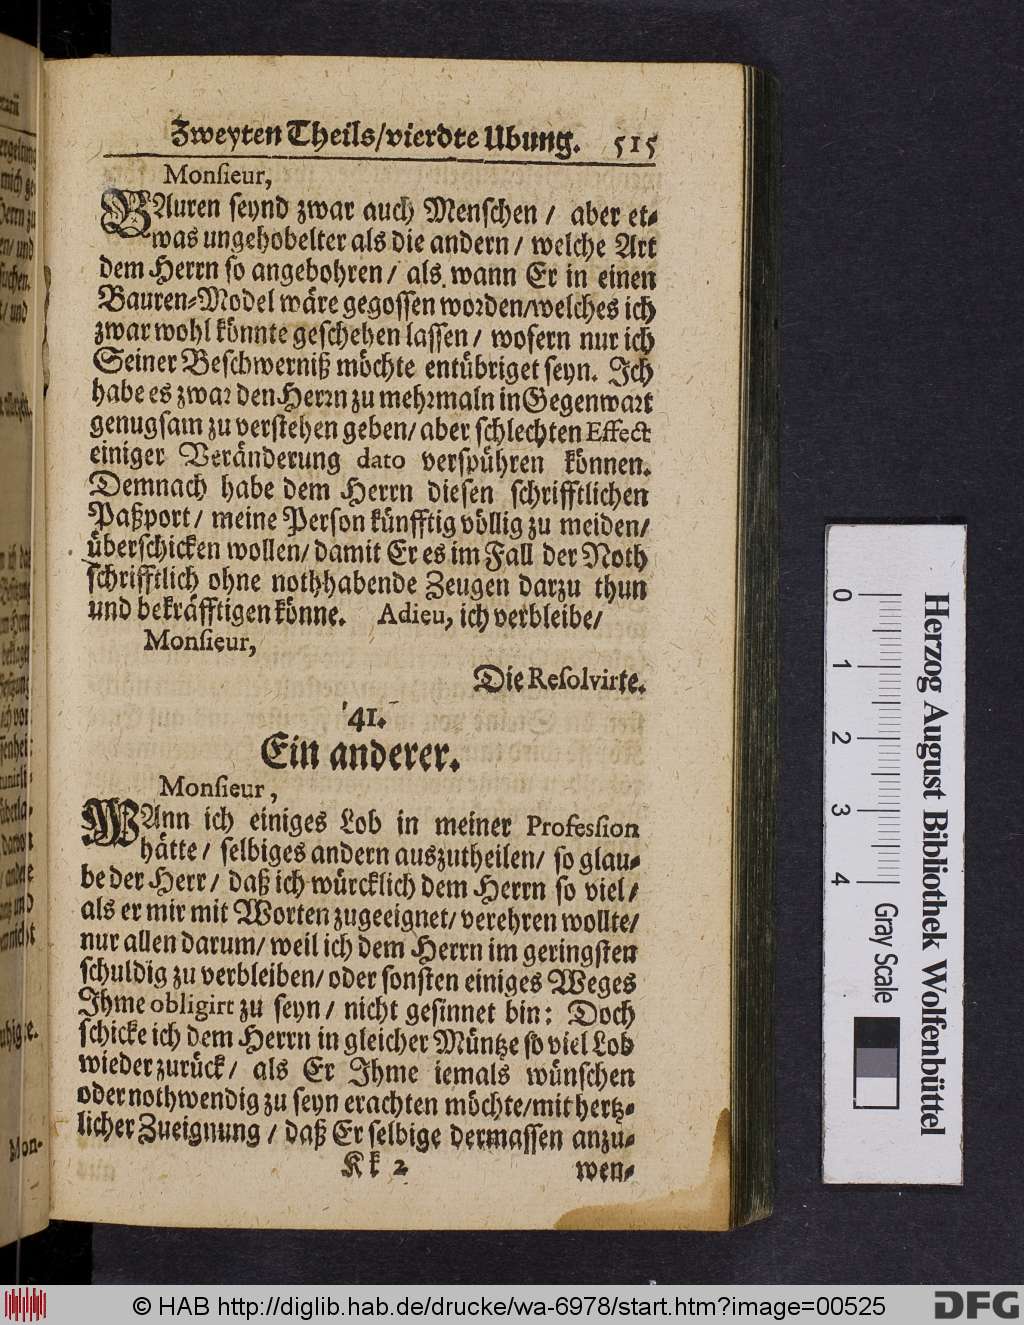 Zweyten Theils/vierdte Ubung. 515
Monsieur,
BAuren seynd zwar auch Menschen / aber et-
was ungehobelter als die andern / welche Art
dem Herrn so angebohren / als wann Er in einen
Bauren-Model wäre gegossen worden/welches ich
zwar wohl könnte geschehen lassen / wofern nur ich
Seiner Beschwerniß möchte entübriget seyn. Ich
habe es zwar den Herrn zu mehrmaln in Gegenwart
genugsam zu verstehen geben/ aber schlechten Effect
einiger Veränderung dato verspühren können.
Demnach habe dem Herrn diesen schrifftlichen
Paßport / meine Person künfftig völlig zu meiden/
überschicken wollen / damit Er es im Fall der Noth
schrifftlich ohne nothhabende Zeugen darzu thun
und bekräfftigen könne. Adieu, ich verbleibe/
Monsieur,
Die Resolvirte.
41.
Ein anderer.
Monsieur,
WAnn ich einiges Lob in meiner Profession
hätte / selbiges andern auszutheilen/ so glau-
be der Herr / daß ich würcklich dem Herrn so viel/
als er mir mit Worten zugeeignet/ verehren wollte/
nur allen darum/ weil ich dem Herrn im geringsten
schuldig zu verbleiben/ oder sonsten einiges Weges
Ihme obligirt zu seyn / nicht gesinnet bin: Doch
schicke ich dem Herrn in gleicher Müntze so viel Lob
wieder zurück / als Er Ihme iemals wünschen
oder nothwendig zu seyn erachten möchte/mit hertz-
licher Zueignung / daß Er selbige dermassen anzu-
Kk 2 wen-
0 1 2 3 4
Gray Scale
Herzog August Bibliothek Wolfenbüttel
© HAB http://diglib.hab.de/drucke/wa-6978/start.htm?image=00525
DFG